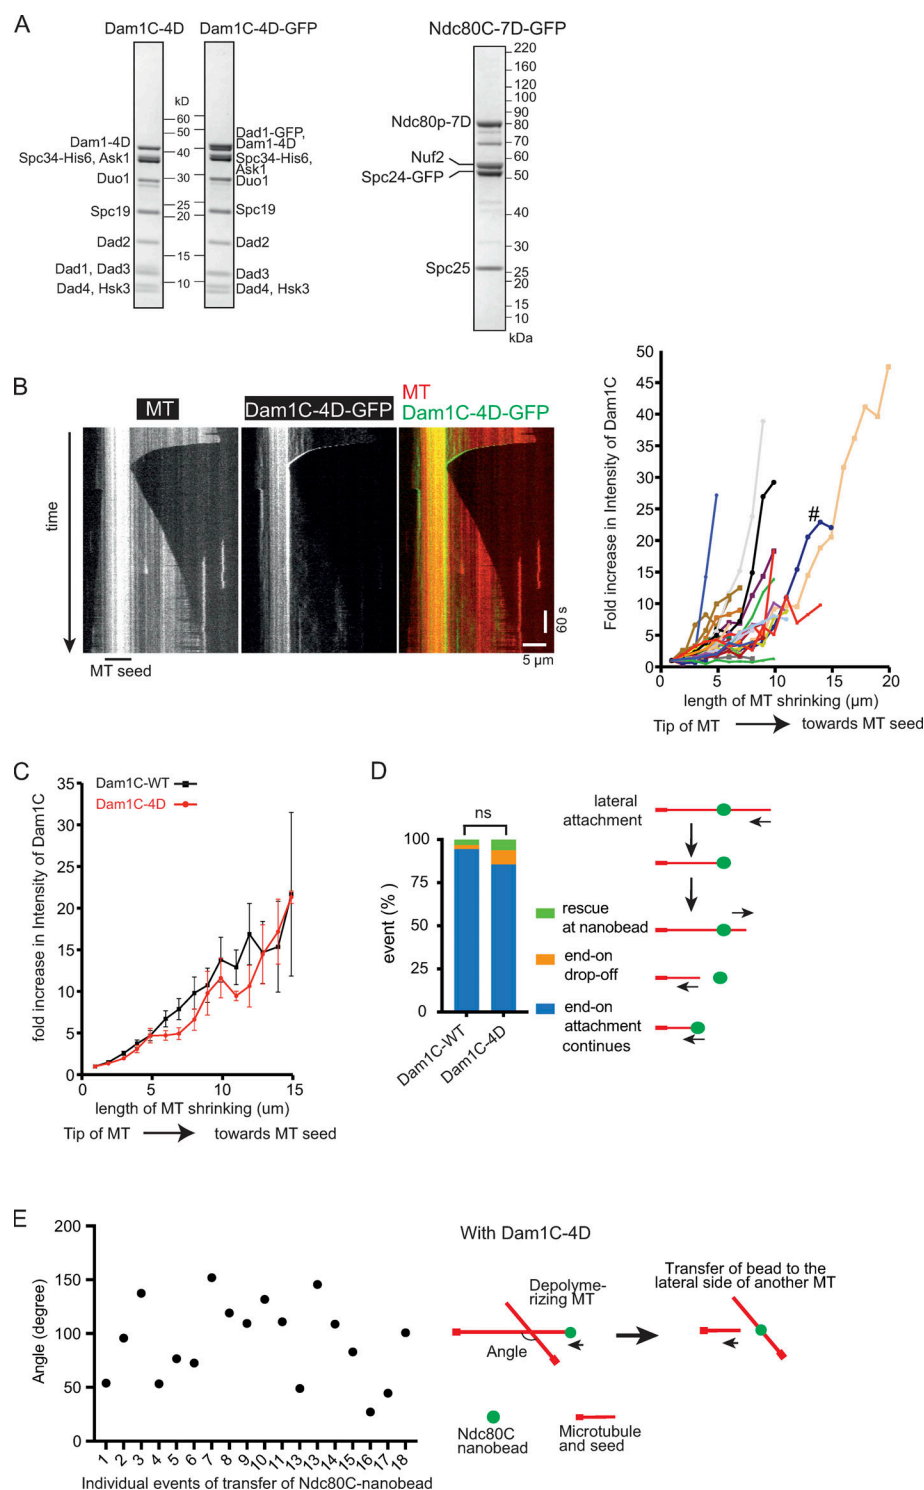 A
Dam1C-4D
Dam1C-4D-GFP
Ndc80C-7D-GFP
kD
60
50
40
30
25
20
15
10
Dam1-4D
Spc34-His6, Ask1
Duo1
Spc19
Dad2
Dad1, Dad3
Dad4, Hsk3
Dad1-GFP,
Dam1-4D
Spc34-His6,
Ask1
Duo1
Spc19
Dad2
Dad3
Dad4, Hsk3
Ndc80p-7D
Nuf2
Spc24-GFP
Spc25
220
160
120
100
90
80
70
60
50
40
30
25
20
15
10
kDa
B
MT
Dam1C-4D-GFP
MT
Dam1C-4D-GFP
time
MT seed
60 s
5 µm
Fold increase in Intensity of Dam1C
50
45
40
35
30
25
20
15
10
5
0
#
0
5
10
15
20
length of MT shrinking (µm)
Tip of MT
towards MT seed
C
Dam1C-WT
Dam1C-4D
fold increase in Intensity of Dam1C
35
30
25
20
15
10
5
0
0
5
10
15
length of MT shrinking (um)
Tip of MT
towards MT seed
D
ns
event (%)
100
75
50
25
0
Dam1C-WT
Dam1C-4D
rescue
at nanobead
end-on
drop-off
end-on
attachment
continues
lateral
attachment
E
Angle (degree)
200
150
100
50
0
1
2
3
4
5
6
7
8
9
10
11
13
13
14
15
16
17
18
Individual events of transfer of Ndc80C-nanobead
With Dam1C-4D
Depolyme-
rizing MT
Angle
Transfer of bead to the
lateral side of another MT
Ndc80C
nanobead
Microtubule
and seed